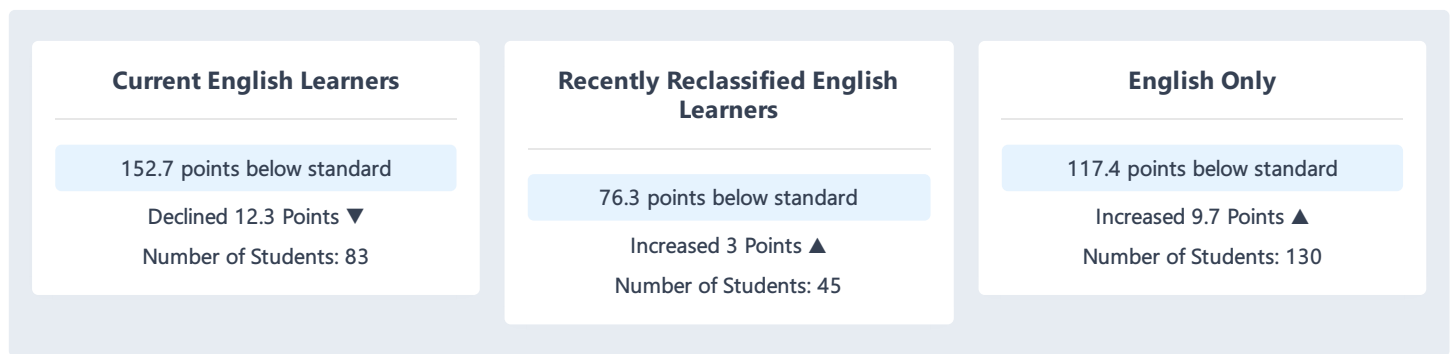 Current English Learners
152.7 points below standard
Declined 12.3 Points ▼
Number of Students: 83
Recently Reclassified English
Learners
76.3 points below standard
Increased 3 Points ▲
Number of Students: 45
English Only
117.4 points below standard
Increased 9.7 Points ▲
Number of Students: 130